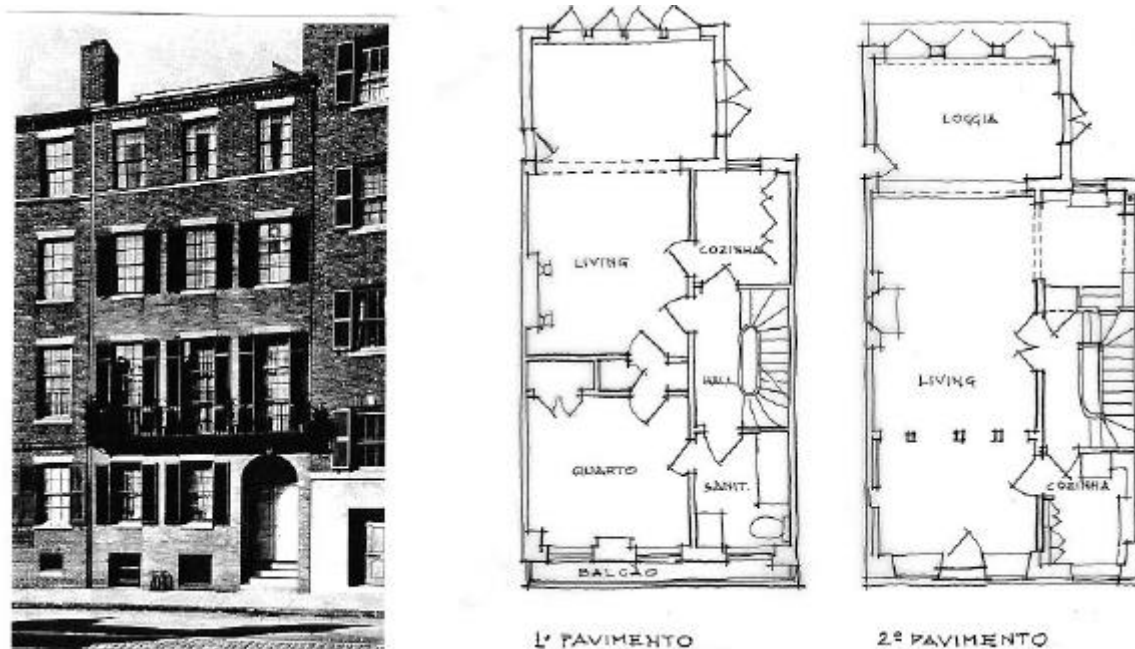 LIVING
COZINHA
HALL
QUARTO
SANIT.
BALCÃO
1º PAVIMENTO
LOGGIA
LIVING
COZINHA
2º PAVIMENTO